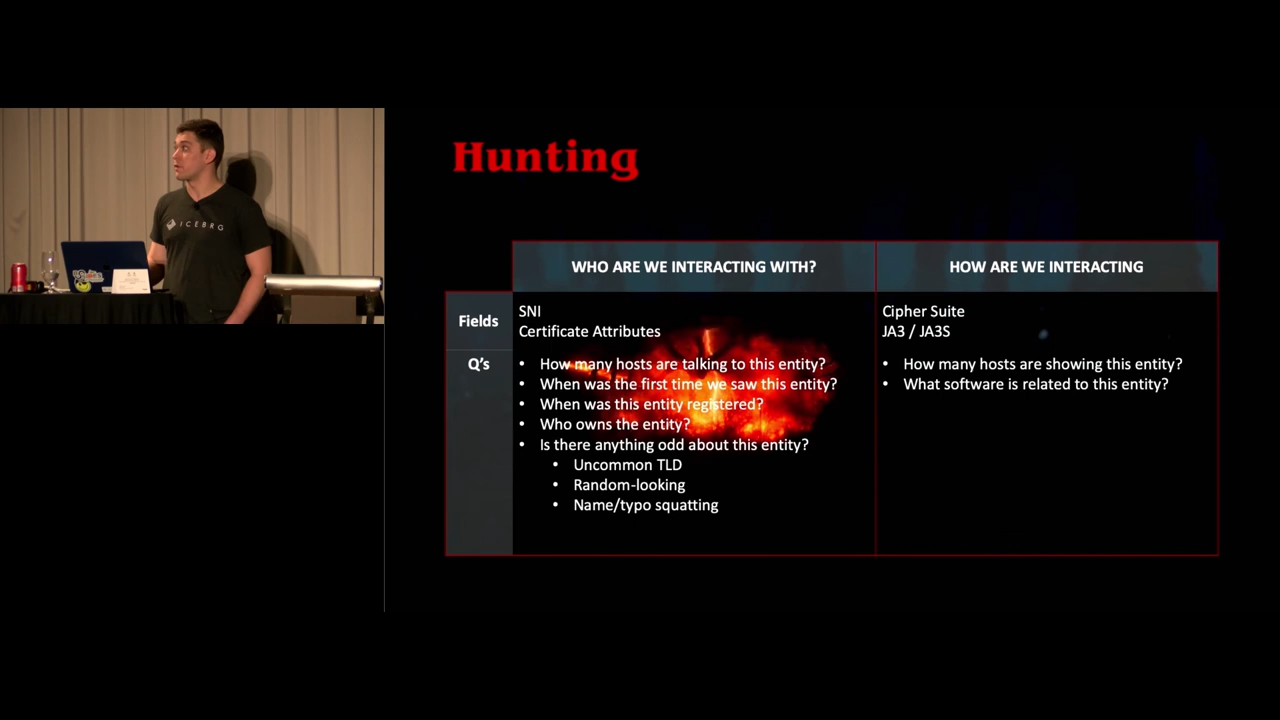 ICEBRG
Hunting
WHO ARE WE INTERACTING WITH?
HOW ARE WE INTERACTING
Fields
SNI
Certificate Attributes
Cipher Suite
JA3 / JA3S
Q's
• How many hosts are talking to this entity?
• When was the first time we saw this entity?
• When was this entity registered?
• Who owns the entity?
• Is there anything odd about this entity?
• Uncommon TLD
• Random-looking
• Name/typo squatting
• How many hosts are showing this entity?
• What software is related to this entity?